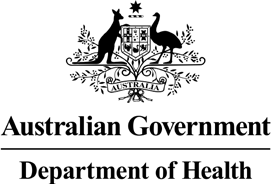 AUSTRALIA
Australian Government
Department of Health